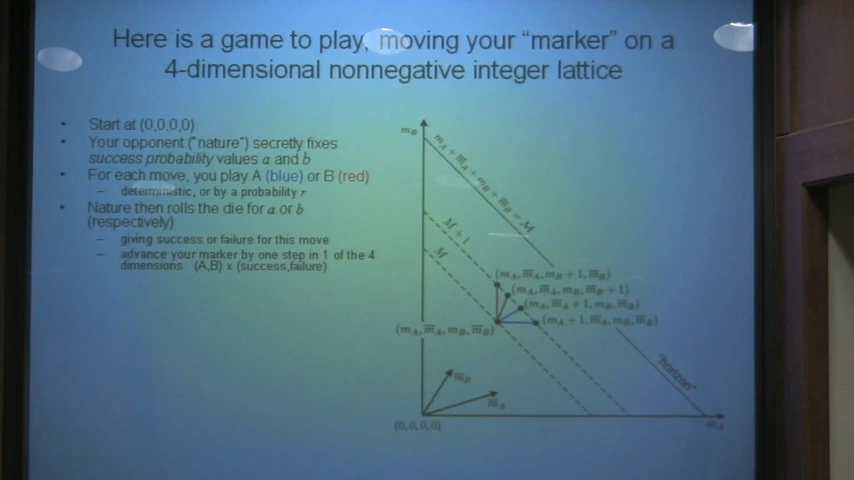 Here is a game to play, moving your “marker” on a
4-dimensional nonnegative integer lattice
• Start at (0,0,0,0).
• Your opponent (“nature”) secretly fixes
success probability values a and b
• For each move, you play A (blue) or B (red)
– deterministic, or by a probability r
• Nature then rolls the die for a or b
(respectively)
– giving success or failure for this move
– advance your marker by one step in 1 of the 4
dimensions (A,B) x (success,failure)
m_B
m_A + m̅_A + m_B + m̅_B = M
M + 1
M
(m_A, m̅_A, m_B + 1, m̅_B)
(m_A, m̅_A, m_B, m̅_B + 1)
(m_A, m̅_A + 1, m_B, m̅_B)
(m_A + 1, m̅_A, m_B, m̅_B)
(m_A, m̅_A, m_B, m̅_B)
"horizon"
m̅_B
m̅_A
(0,0,0,0)
m_A